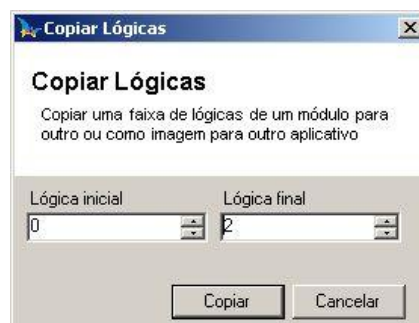 Copiar Lógicas
Copiar Lógicas
Copiar uma faixa de lógicas de um módulo para
outro ou como imagem para outro aplicativo
Lógica inicial Lógica final
0 2
Copiar Cancelar